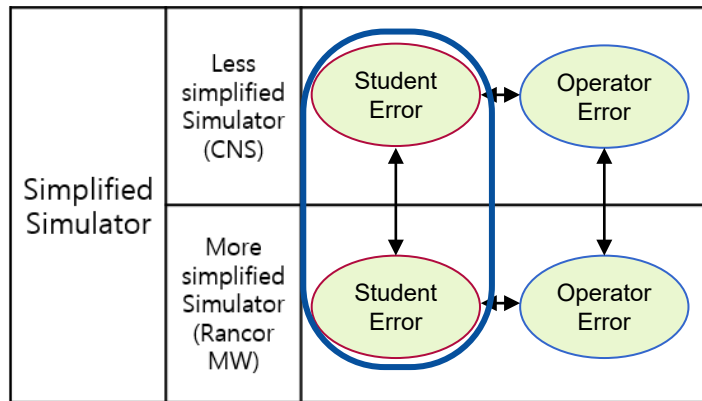 Simplified
Simulator
Less
simplified
Simulator
(CNS)
Student
Error
Operator
Error
More
simplified
Simulator
(Rancor
MW)
Student
Error
Operator
Error